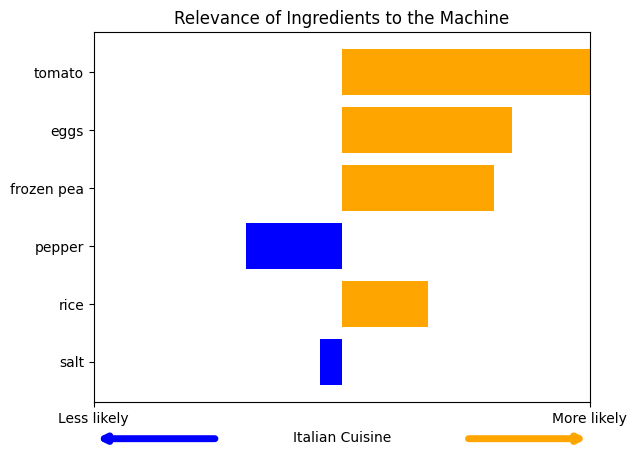 Relevance of Ingredients to the Machine
tomato
eggs
frozen pea
pepper
rice
salt
Less likely
More likely
Italian Cuisine